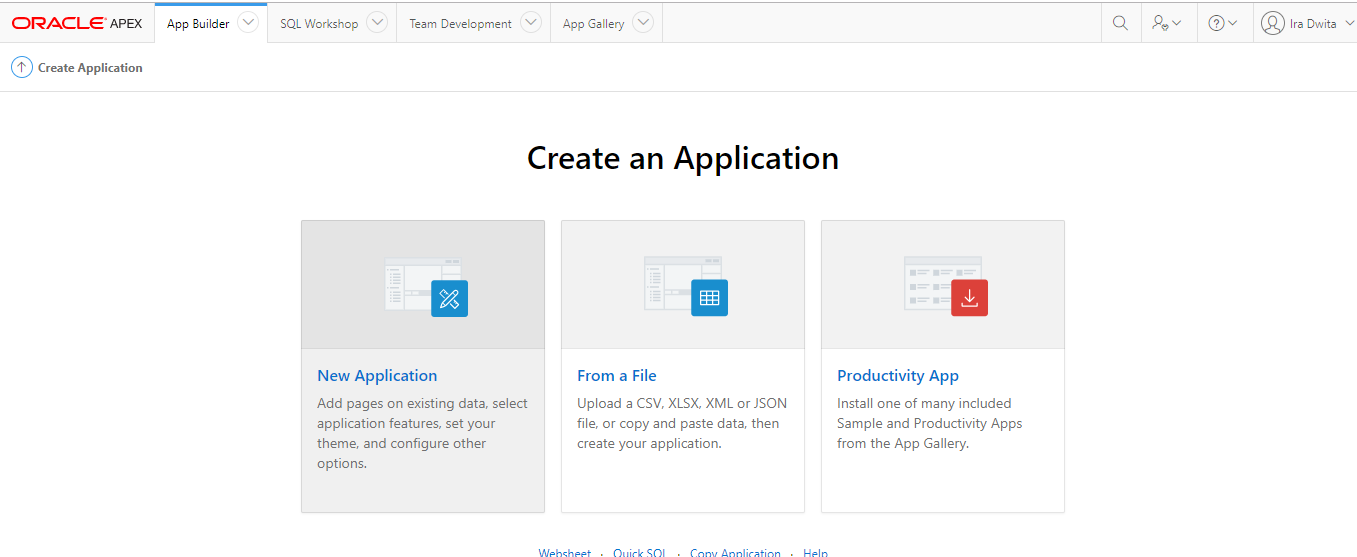 ORACLE APEX App Builder SQL Workshop Team Development App Gallery Ira Dwita
Create Application
Create an Application
New Application
Add pages on existing data, select
application features, set your
theme, and configure other
options.
From a File
Upload a CSV, XLSX, XML or JSON
file, or copy and paste data, then
create your application.
Productivity App
Install one of many included
Sample and Productivity Apps
from the App Gallery.
Websheet · Quick SQL · Copy Application · Help